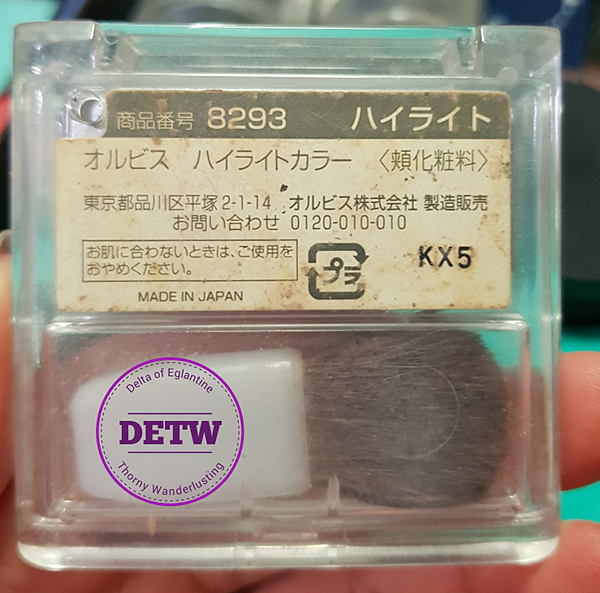 商品番号 8293 ハイライト
オルビス ハイライトカラー 〈頬化粧料〉
東京都品川区平塚2-1-14 オルビス株式会社 製造販売
お問い合わせ 0120-010-010
お肌に合わないときは、ご使用を
おやめください。
プラ
KX5
MADE IN JAPAN
Delta of Eglantine
DETW
Thorny Wanderlusting